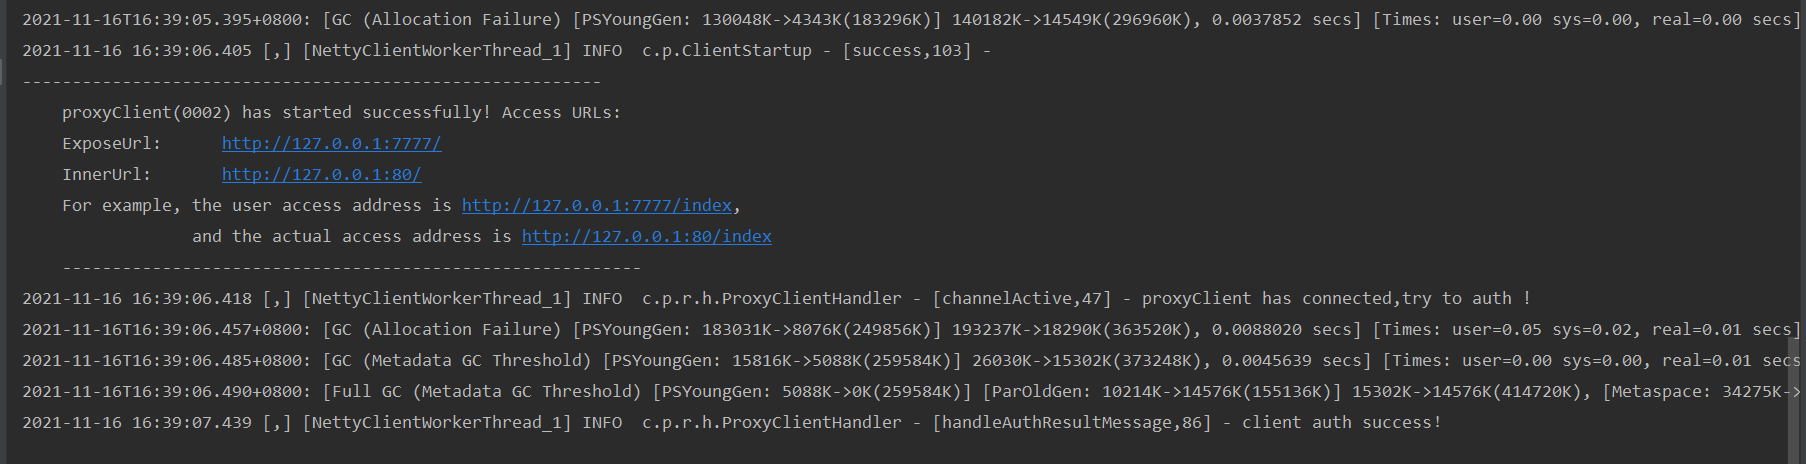 2021-11-16T16:39:05.395+0800: [GC (Allocation Failure) [PSYoungGen: 130048K->4343K(183296K)] 140182K->14549K(296960K), 0.0037852 secs] [Times: user=0.00 sys=0.00, real=0.00 secs]
2021-11-16 16:39:06.405 [,] [NettyClientWorkerThread_1] INFO  c.p.ClientStartup - [success,103] -
----------------------------------------------------------
    proxyClient(0002) has started successfully! Access URLs:
    ExposeUrl:      http://127.0.0.1:7777/
    InnerUrl:       http://127.0.0.1:80/
    For example, the user access address is http://127.0.0.1:7777/index,
                 and the actual access address is http://127.0.0.1:80/index
    ----------------------------------------------------------
2021-11-16 16:39:06.418 [,] [NettyClientWorkerThread_1] INFO  c.p.r.h.ProxyClientHandler - [channelActive,47] - proxyClient has connected,try to auth !
2021-11-16T16:39:06.457+0800: [GC (Allocation Failure) [PSYoungGen: 183031K->8076K(249856K)] 193237K->18290K(363520K), 0.0088020 secs] [Times: user=0.05 sys=0.02, real=0.01 secs]
2021-11-16T16:39:06.485+0800: [GC (Metadata GC Threshold) [PSYoungGen: 15816K->5088K(259584K)] 26030K->15302K(373248K), 0.0045639 secs] [Times: user=0.00 sys=0.00, real=0.01 secs
2021-11-16T16:39:06.490+0800: [Full GC (Metadata GC Threshold) [PSYoungGen: 5088K->0K(259584K)] [ParOldGen: 10214K->14576K(155136K)] 15302K->14576K(414720K), [Metaspace: 34275K->
2021-11-16 16:39:07.439 [,] [NettyClientWorkerThread_1] INFO  c.p.r.h.ProxyClientHandler - [handleAuthResultMessage,86] - client auth success!